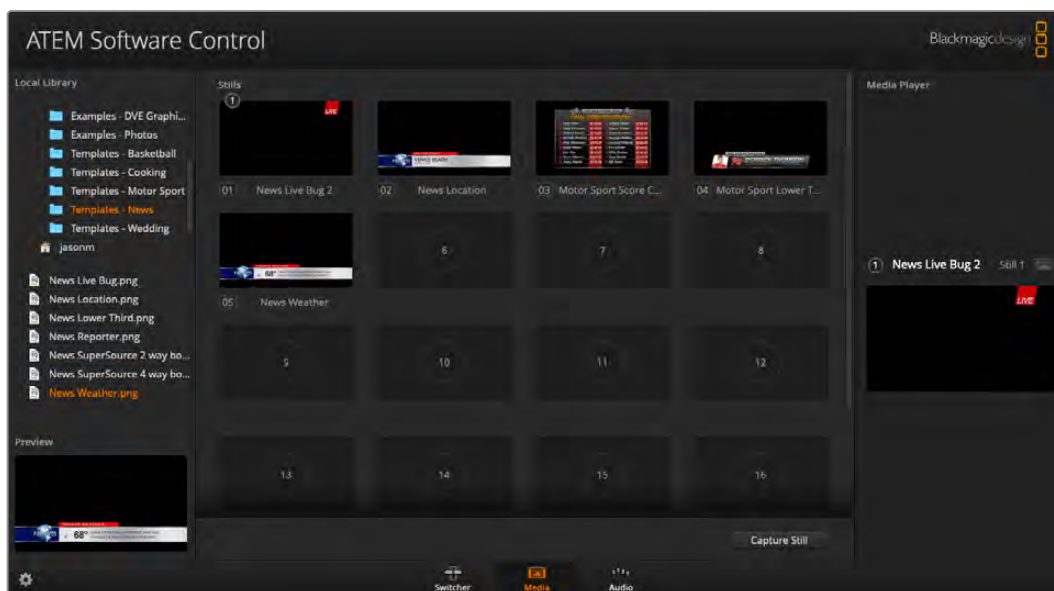 ATEM Software Control
Blackmagicdesign
Local Library
Examples - DVE Graphi...
Examples - Photos
Templates - Basketball
Templates - Cooking
Templates - Motor Sport
Templates - News
Templates - Wedding
jasonm
News Live Bug.png
News Location.png
News Lower Third.png
News Reporter.png
News SuperSource 2 way bo...
News SuperSource 4 way bo...
News Weather.png
Preview
68°
Stills
1
LIVE
01 News Live Bug 2
02 News Location
03 Motor Sport Score C...
04 Motor Sport Lower T...
68°
6
7
8
05 News Weather
9
10
11
12
13
14
15
16
Capture Still
Media Player
1 News Live Bug 2 Still 1
LIVE
Switcher
Media
Audio